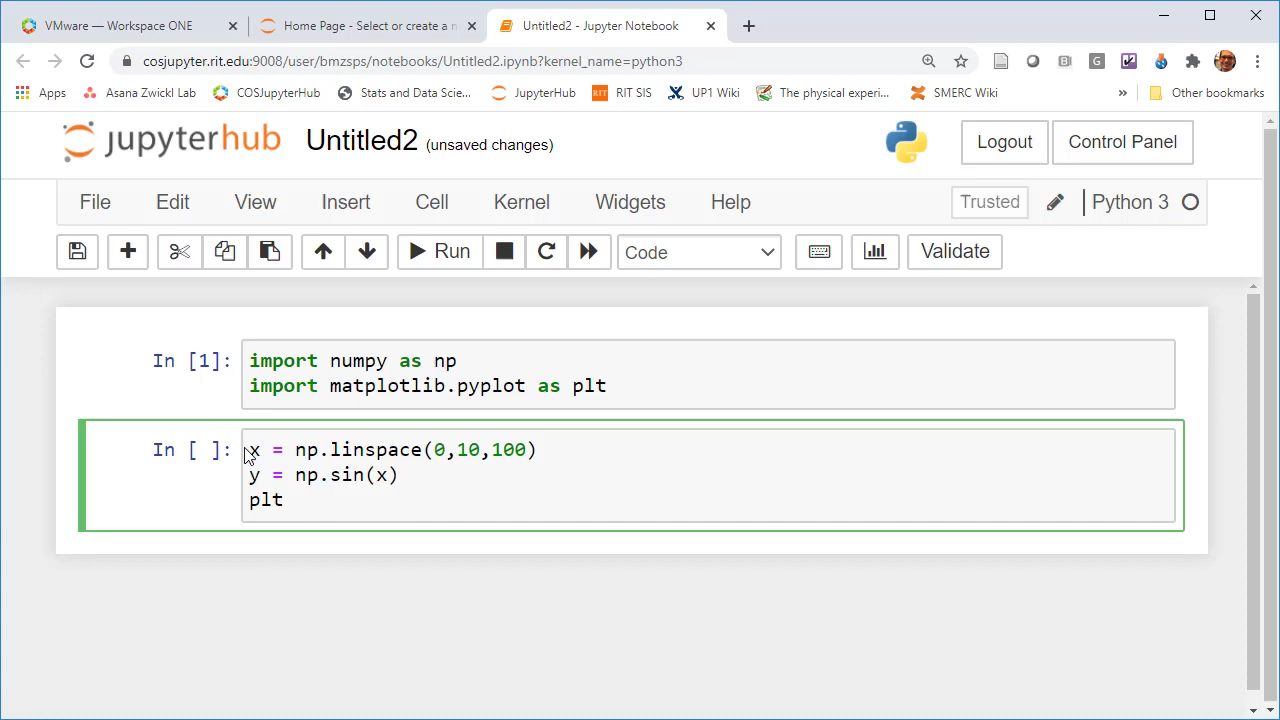 VMware — Workspace ONE
Home Page - Select or create a n
Untitled2 - Jupyter Notebook
cosjupyter.rit.edu:9008/user/bmzsps/notebooks/Untitled2.ipynb?kernel_name=python3
Apps
Asana Zwickl Lab
COSJupyterHub
Stats and Data Scie...
JupyterHub
RIT
RIT SIS
UP1 Wiki
The physical experi...
SMERC Wiki
»
Other bookmarks
jupyterhub
Untitled2 (unsaved changes)
Logout
Control Panel
File Edit View Insert Cell Kernel Widgets Help
Trusted
Python 3
Run
Code
Validate
In [1]:
import numpy as np
import matplotlib.pyplot as plt
In [ ]:
x = np.linspace(0,10,100)
y = np.sin(x)
plt